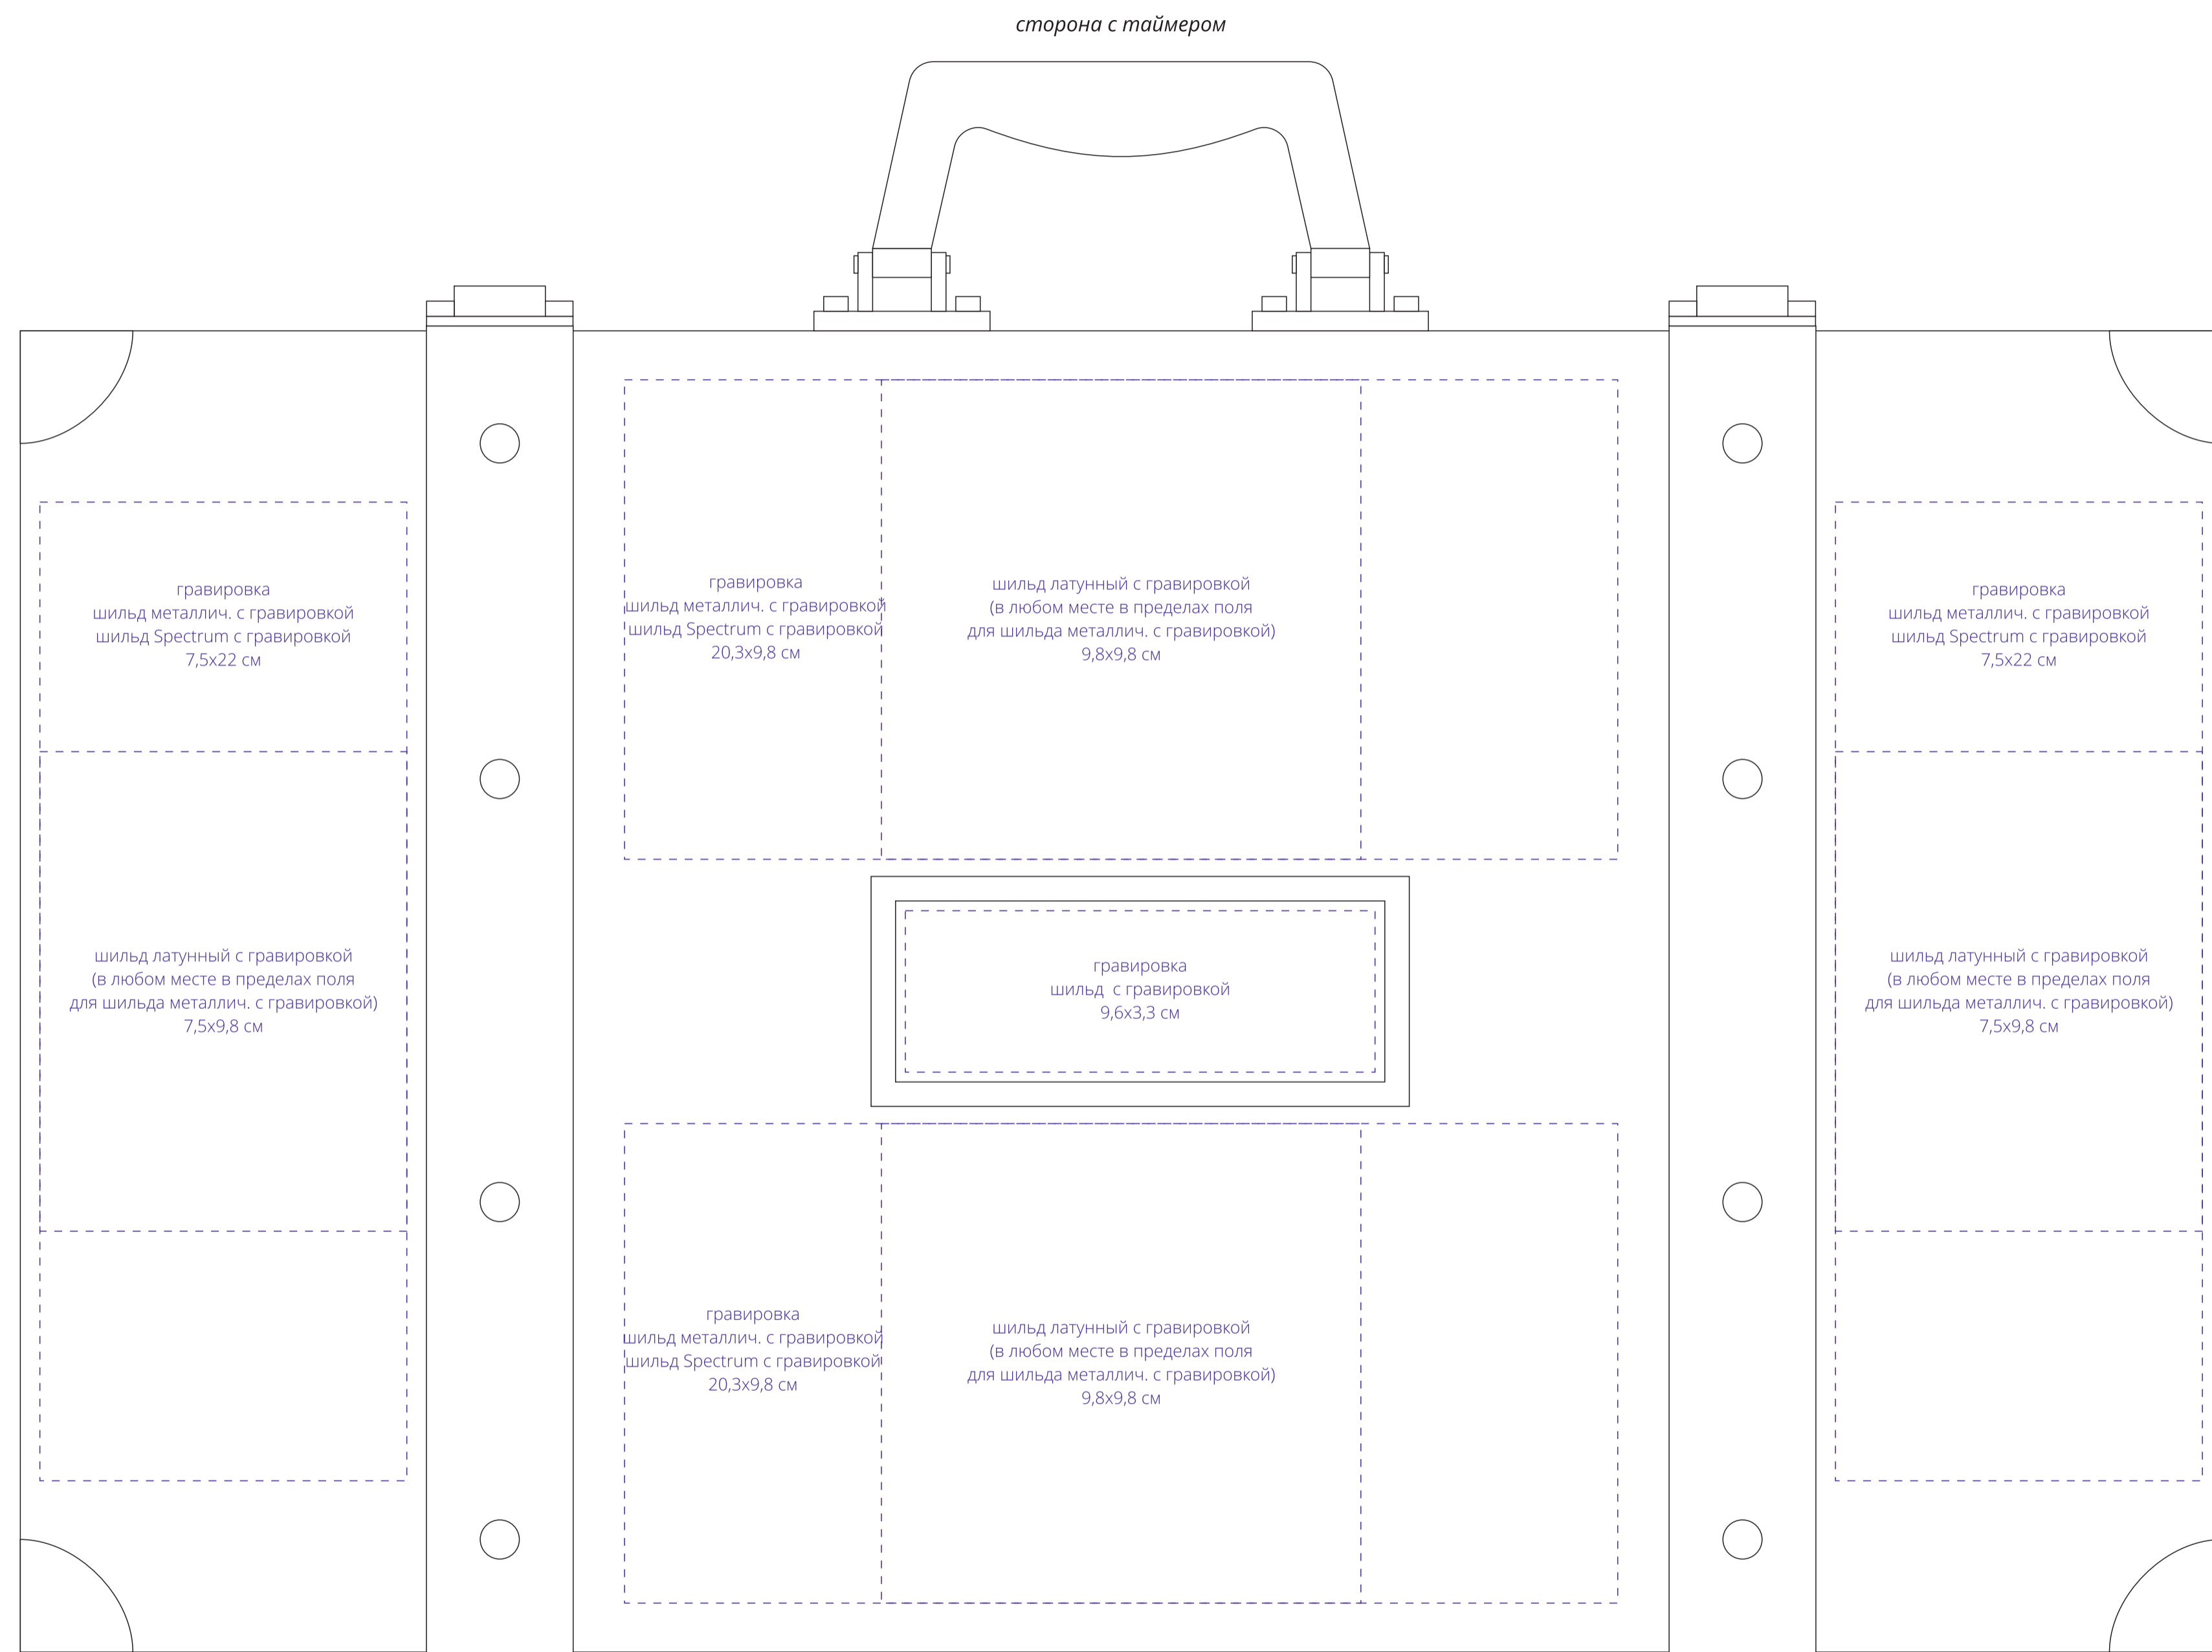 сторона с таймером
гравировка
шильд металлич. с гравировкой
шильд Spectrum с гравировкой
7,5х22 см
гравировка
шильд металлич. с гравировкой
шильд Spectrum с гравировкой
20,3х9,8 см
шильд латунный с гравировкой
(в любом месте в пределах поля
для шильда металлич. с гравировкой)
9,8х9,8 см
гравировка
шильд металлич. с гравировкой
шильд Spectrum с гравировкой
7,5х22 см
шильд латунный с гравировкой
(в любом месте в пределах поля
для шильда металлич. с гравировкой)
7,5х9,8 см
гравировка
шильд  с гравировкой
9,6х3,3 см
шильд латунный с гравировкой
(в любом месте в пределах поля
для шильда металлич. с гравировкой)
7,5х9,8 см
гравировка
шильд металлич. с гравировкой
шильд Spectrum с гравировкой
20,3х9,8 см
шильд латунный с гравировкой
(в любом месте в пределах поля
для шильда металлич. с гравировкой)
9,8х9,8 см